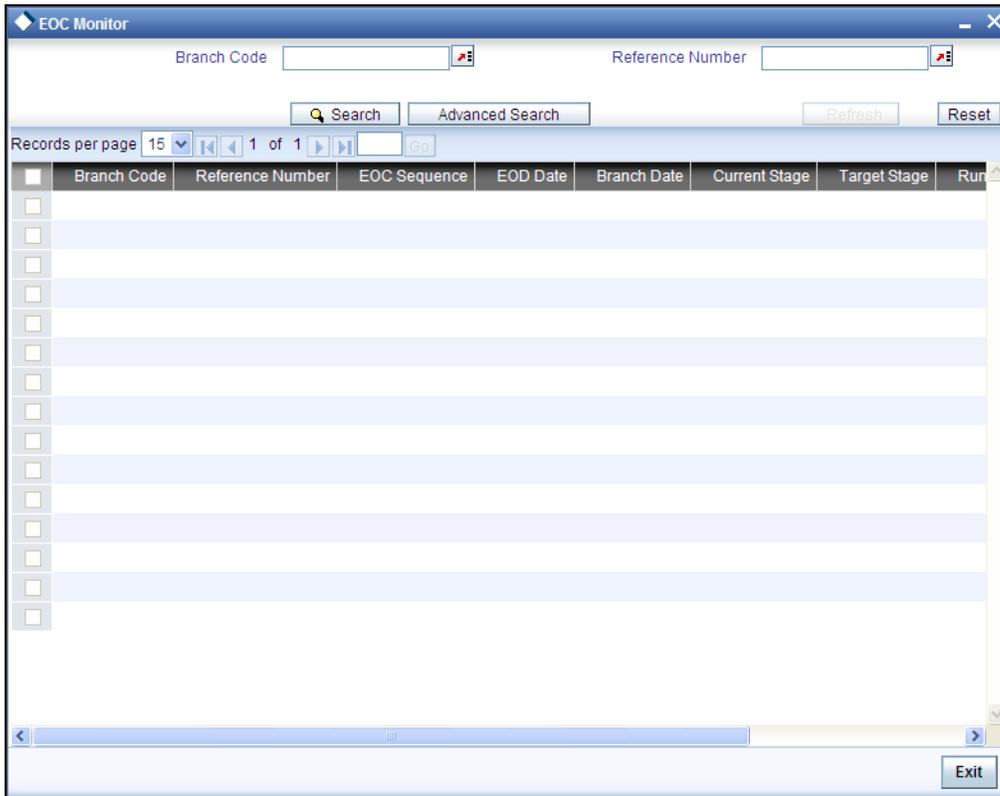 EOC Monitor
Branch Code Reference Number
Search Advanced Search Refresh Reset
Records per page 15 1 of 1 Go
Branch Code Reference Number EOC Sequence EOD Date Branch Date Current Stage Target Stage Run
Exit